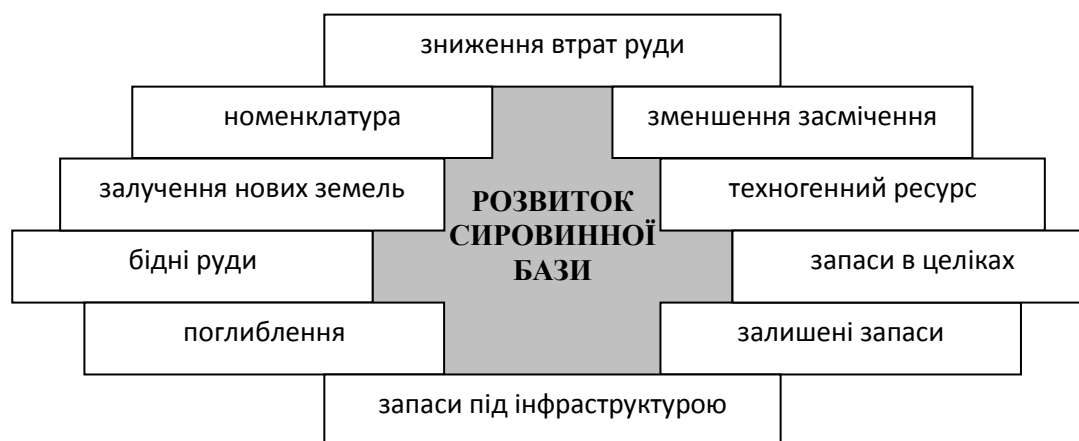 зниження втрат руди
номенклатура
зменшення засмічення
залучення нових земель
техногенний ресурс
РОЗВИТОК
СИРОВИННОЇ
БАЗИ
бідні руди
запаси в целіках
поглиблення
залишені запаси
запаси під інфраструктурою